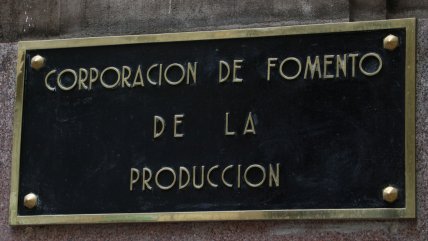 CORPORACION DE FOMENTO
DE LA
PRODUCCION